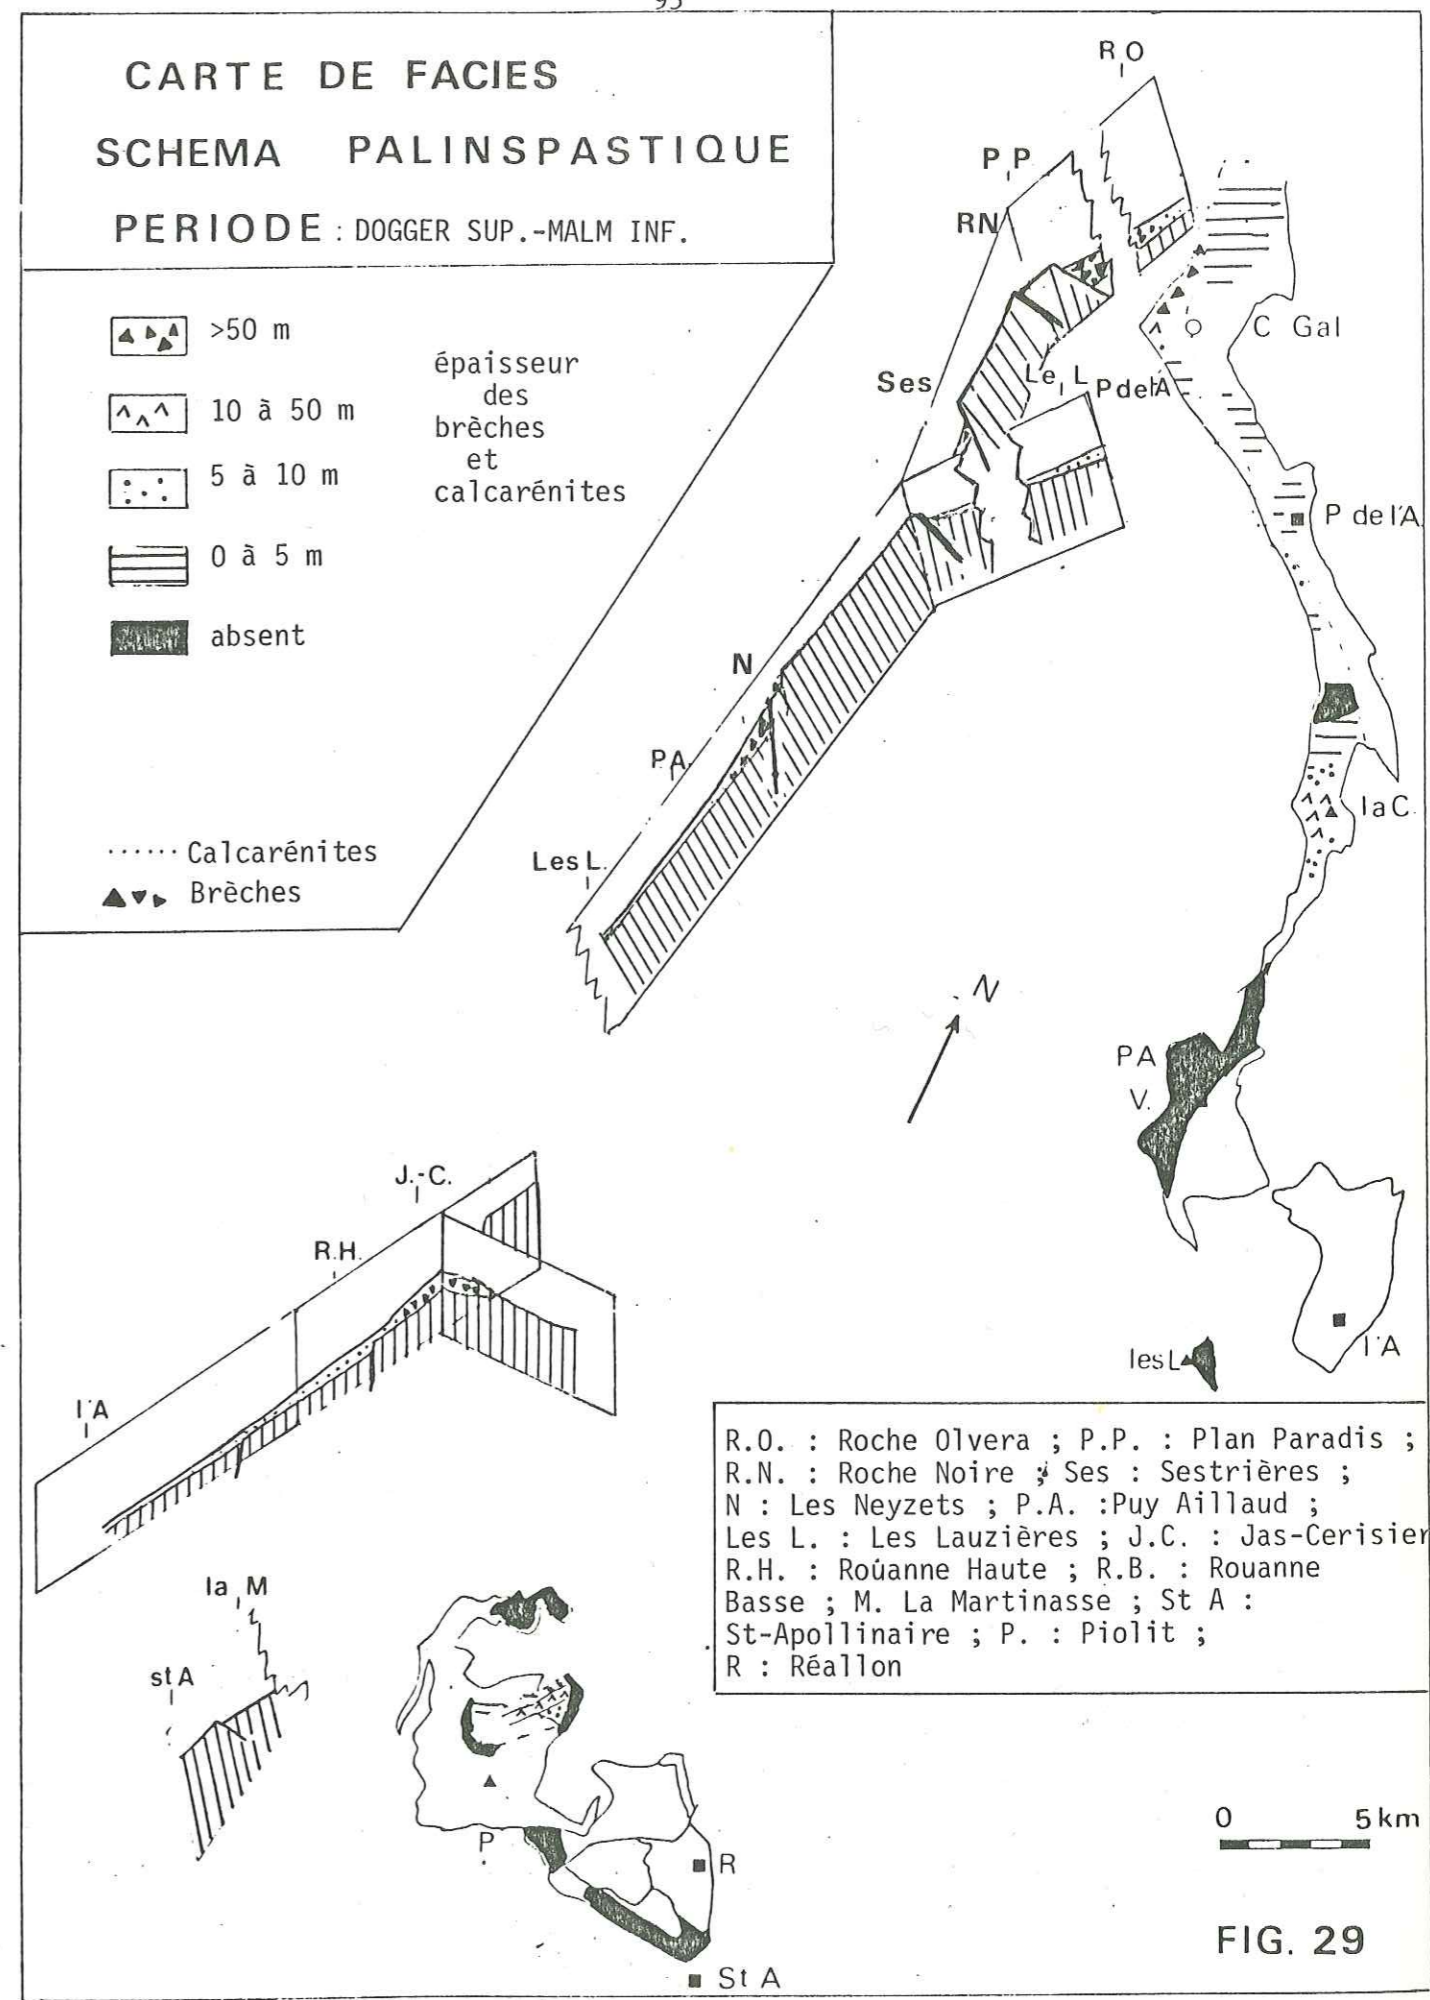 CARTE DE FACIES
SCHEMA PALINSPASTIQUE
PERIODE : DOGGER SUP.-MALM INF.
>50 m
10 à 50 m
5 à 10 m
0 à 5 m
absent
épaisseur
des
brèches
et
calcarénites
...... Calcarénites
Brèches
R O
P P
RN
Ses
Le L
P de l'A
C Gal
P de l'A
N
P.A.
Les L.
la C.
N
P A
V.
J.-C.
R.H.
l'A
les L
l'A
la M
st A
P
R
St A
R.O. : Roche Olvera ; P.P. : Plan Paradis ;
R.N. : Roche Noire ; Ses : Sestrières ;
N : Les Neyzets ; P.A. :Puy Aillaud ;
Les L. : Les Lauzières ; J.C. : Jas-Cerisier
R.H. : Roúanne Haute ; R.B. : Rouanne
Basse ; M. La Martinasse ; St A :
St-Apollinaire ; P. : Piolit ;
R : Réallon
0 5 km
FIG. 29